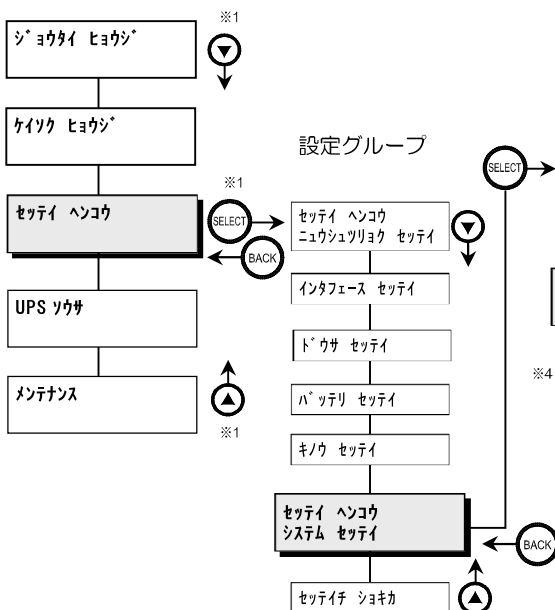 ※1
ｼﾞｮｳﾀｲ ﾋｮｳｼﾞ
ｹｲｿｸ ﾋｮｳｼﾞ
設定グループ
SELECT
※1
ｾｯﾃｲ ﾍﾝｺｳ
SELECT
BACK
ｾｯﾃｲ ﾍﾝｺｳ
ﾆｭｳｼｭﾂﾘｮｸ ｾｯﾃｲ
ｲﾝﾀﾌｪｰｽ ｾｯﾃｲ
UPS ｿｳｻ
ﾄﾞｳｻ ｾｯﾃｲ
※4
ﾒﾝﾃﾅﾝｽ
※1
ﾊﾞｯﾃﾘ ｾｯﾃｲ
ｷﾉｳ ｾｯﾃｲ
ｾｯﾃｲ ﾍﾝｺｳ
ｼｽﾃﾑ ｾｯﾃｲ
BACK
ｾｯﾃｲﾁ ｼｮｷｶ